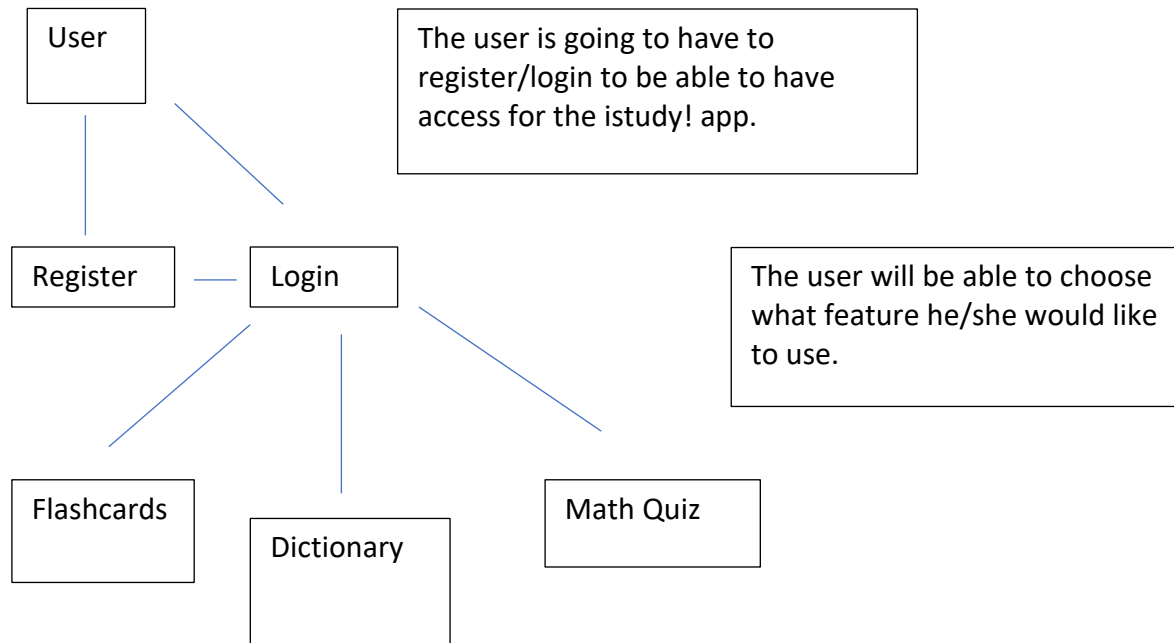 User
The user is going to have to
register/login to be able to have
access for the istudy! app.
Register
Login
The user will be able to choose
what feature he/she would like
to use.
Flashcards
Dictionary
Math Quiz